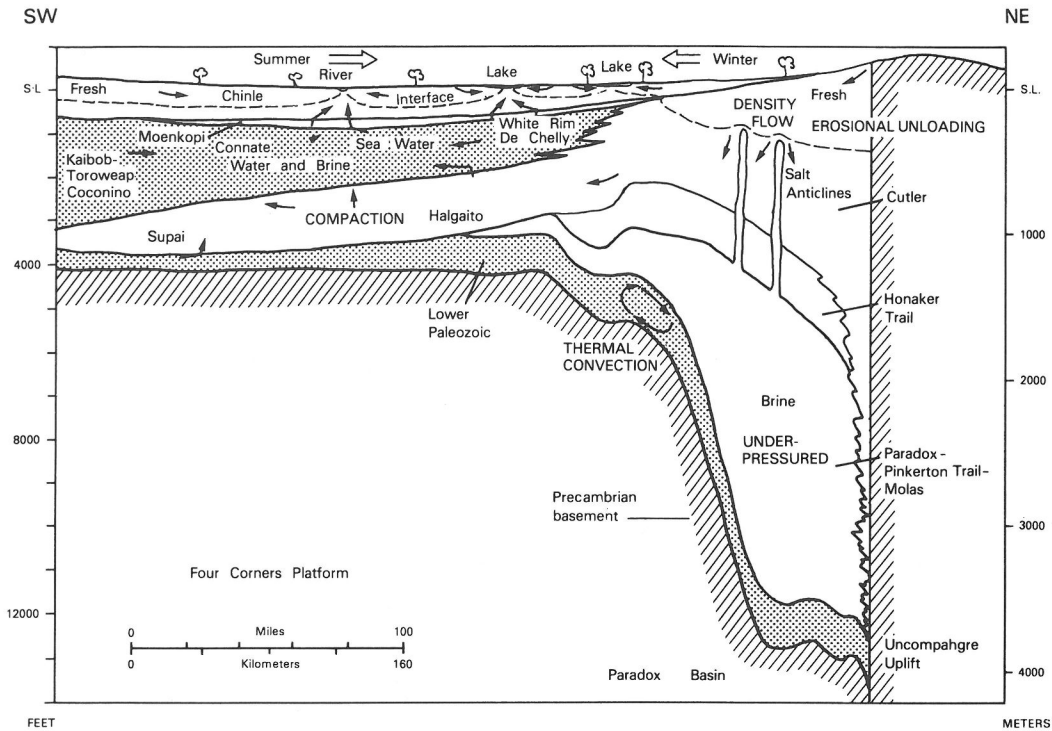 SW
NE
Summer
Winter
River
Lake
Lake
S·L
S.L.
Fresh
Chinle
Interface
Fresh
DENSITY
FLOW
EROSIONAL UNLOADING
Moenkopi
Connate
Water and Brine
Sea Water
White Rim
De Chelly
Kaibob-
Toroweap
Coconino
Salt
Anticlines
Cutler
COMPACTION
Halgaito
Supai
1000
4000
Lower
Paleozoic
Honaker
Trail
THERMAL
CONVECTION
2000
Brine
8000
UNDER-
PRESSURED
Paradox-
Pinkerton Trail-
Molas
Precambrian
basement
3000
Four Corners Platform
12000
0 Miles 100
0 Kilometers 160
Uncompahgre
Uplift
Paradox Basin
4000
FEET
METERS